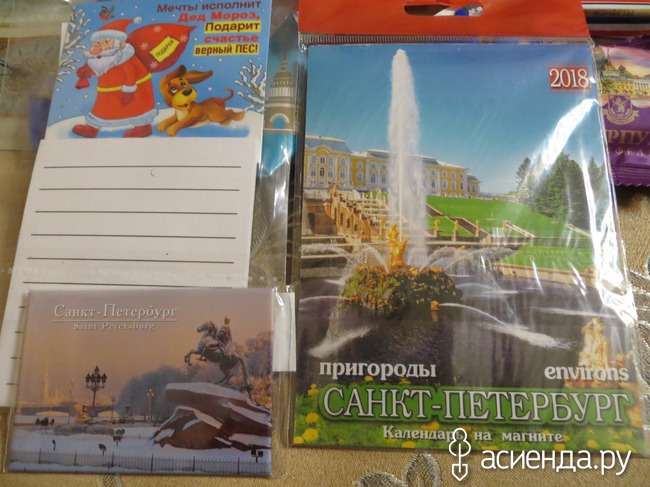 Мечты исполнит
Дед Мороз,
Подарит
счастье
верный ПЕС!
ПОДАРКИ
Санкт-Петербург
Saint Petersburg
2018
пригороды environs
САНКТ-ПЕТЕРБУРГ
Календарь на магните
асиенда.ру